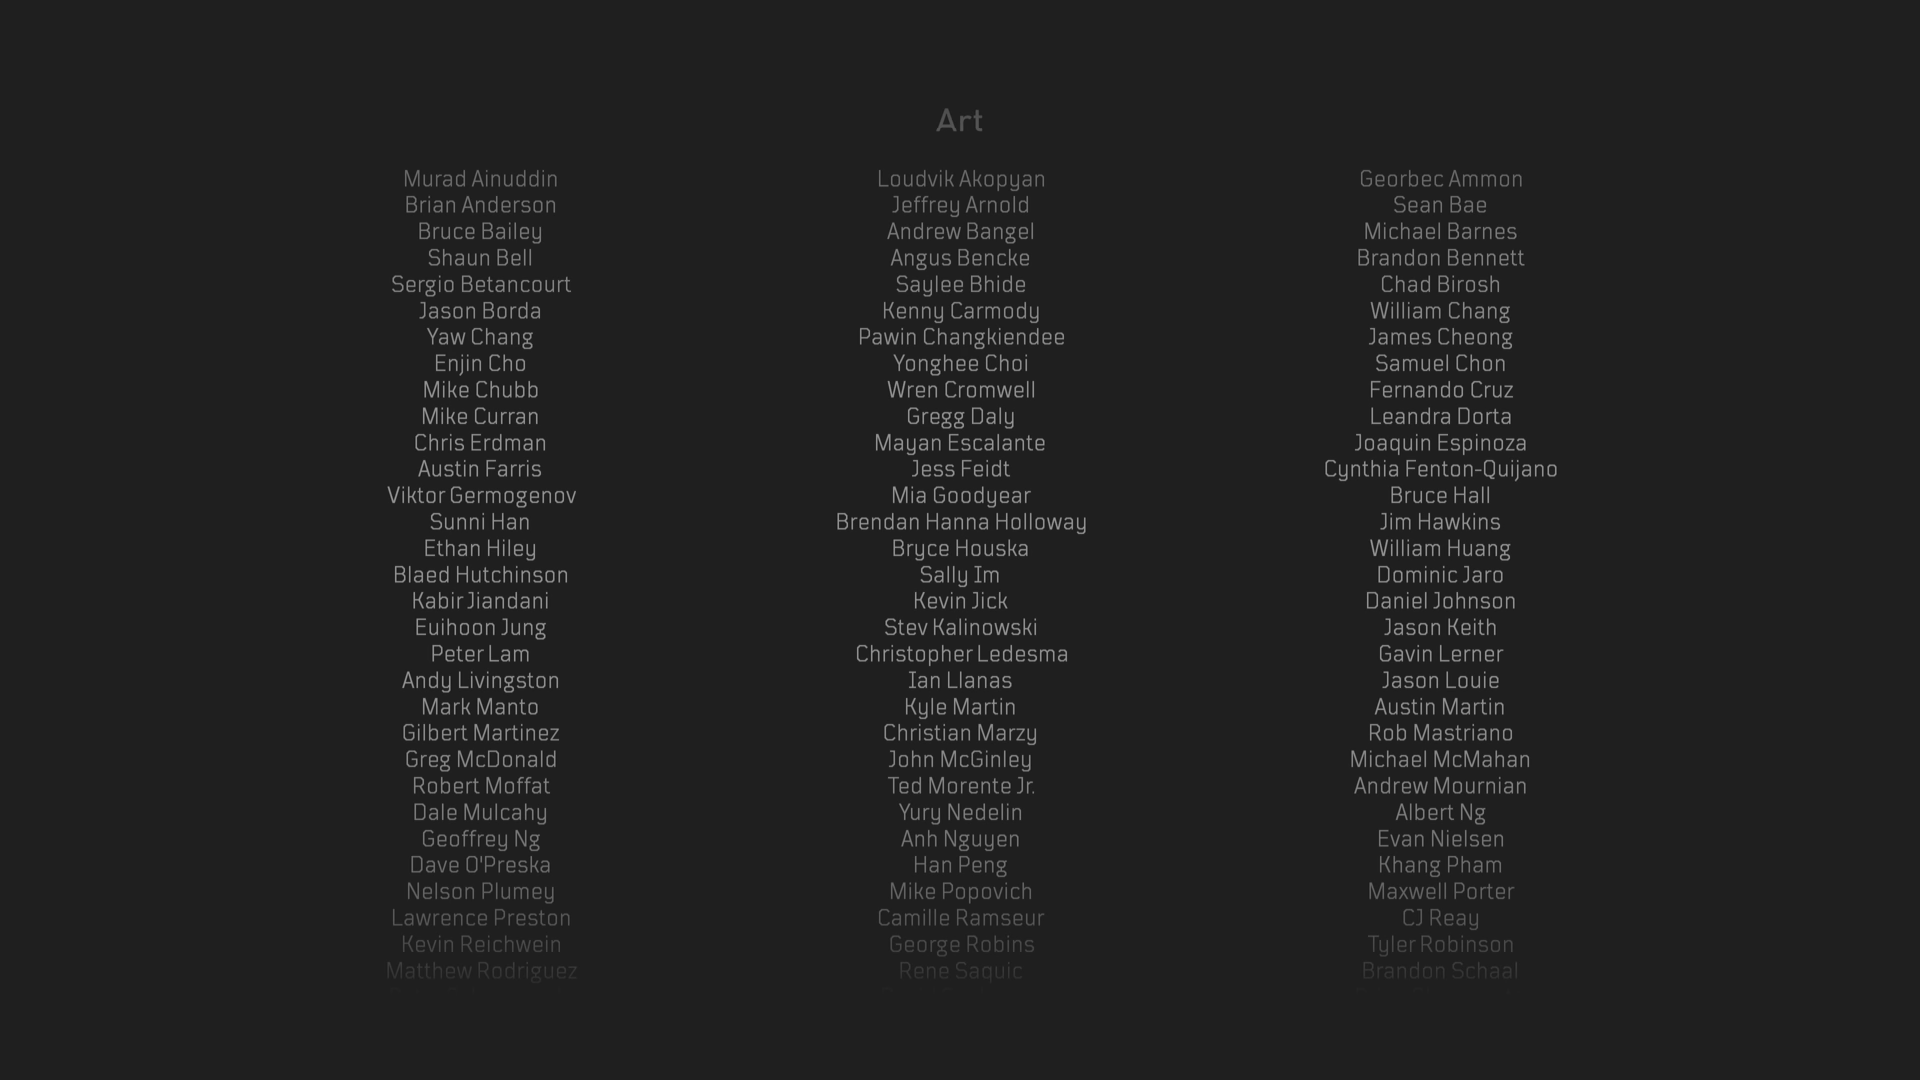 Art
Murad Ainuddin Loudvik Akopyan Georbec Ammon
Brian Anderson Jeffrey Arnold Sean Bae
Bruce Bailey Andrew Bangel Michael Barnes
Shaun Bell Angus Bencke Brandon Bennett
Sergio Betancourt Saylee Bhide Chad Birosh
Jason Borda Kenny Carmody William Chang
Yaw Chang Pawin Changkiendee James Cheong
Enjin Cho Yonghee Choi Samuel Chon
Mike Chubb Wren Cromwell Fernando Cruz
Mike Curran Gregg Daly Leandra Dorta
Chris Erdman Mayan Escalante Joaquin Espinoza
Austin Farris Jess Feidt Cynthia Fenton-Quijano
Viktor Germogenov Mia Goodyear Bruce Hall
Sunni Han Brendan Hanna Holloway Jim Hawkins
Ethan Hiley Bryce Houska William Huang
Blaed Hutchinson Sally Im Dominic Jaro
Kabir Jiandani Kevin Jick Daniel Johnson
Euihoon Jung Stev Kalinowski Jason Keith
Peter Lam Christopher Ledesma Gavin Lerner
Andy Livingston Ian Llanas Jason Louie
Mark Manto Kyle Martin Austin Martin
Gilbert Martinez Christian Marzy Rob Mastriano
Greg McDonald John McGinley Michael McMahan
Robert Moffat Ted Morente Jr. Andrew Mournian
Dale Mulcahy Yury Nedelin Albert Ng
Geoffrey Ng Anh Nguyen Evan Nielsen
Dave O'Preska Han Peng Khang Pham
Nelson Plumey Mike Popovich Maxwell Porter
Lawrence Preston Camille Ramseur CJ Reay
Kevin Reichwein George Robins Tyler Robinson
Matthew Rodriguez Rene Saquic Brandon Schaal